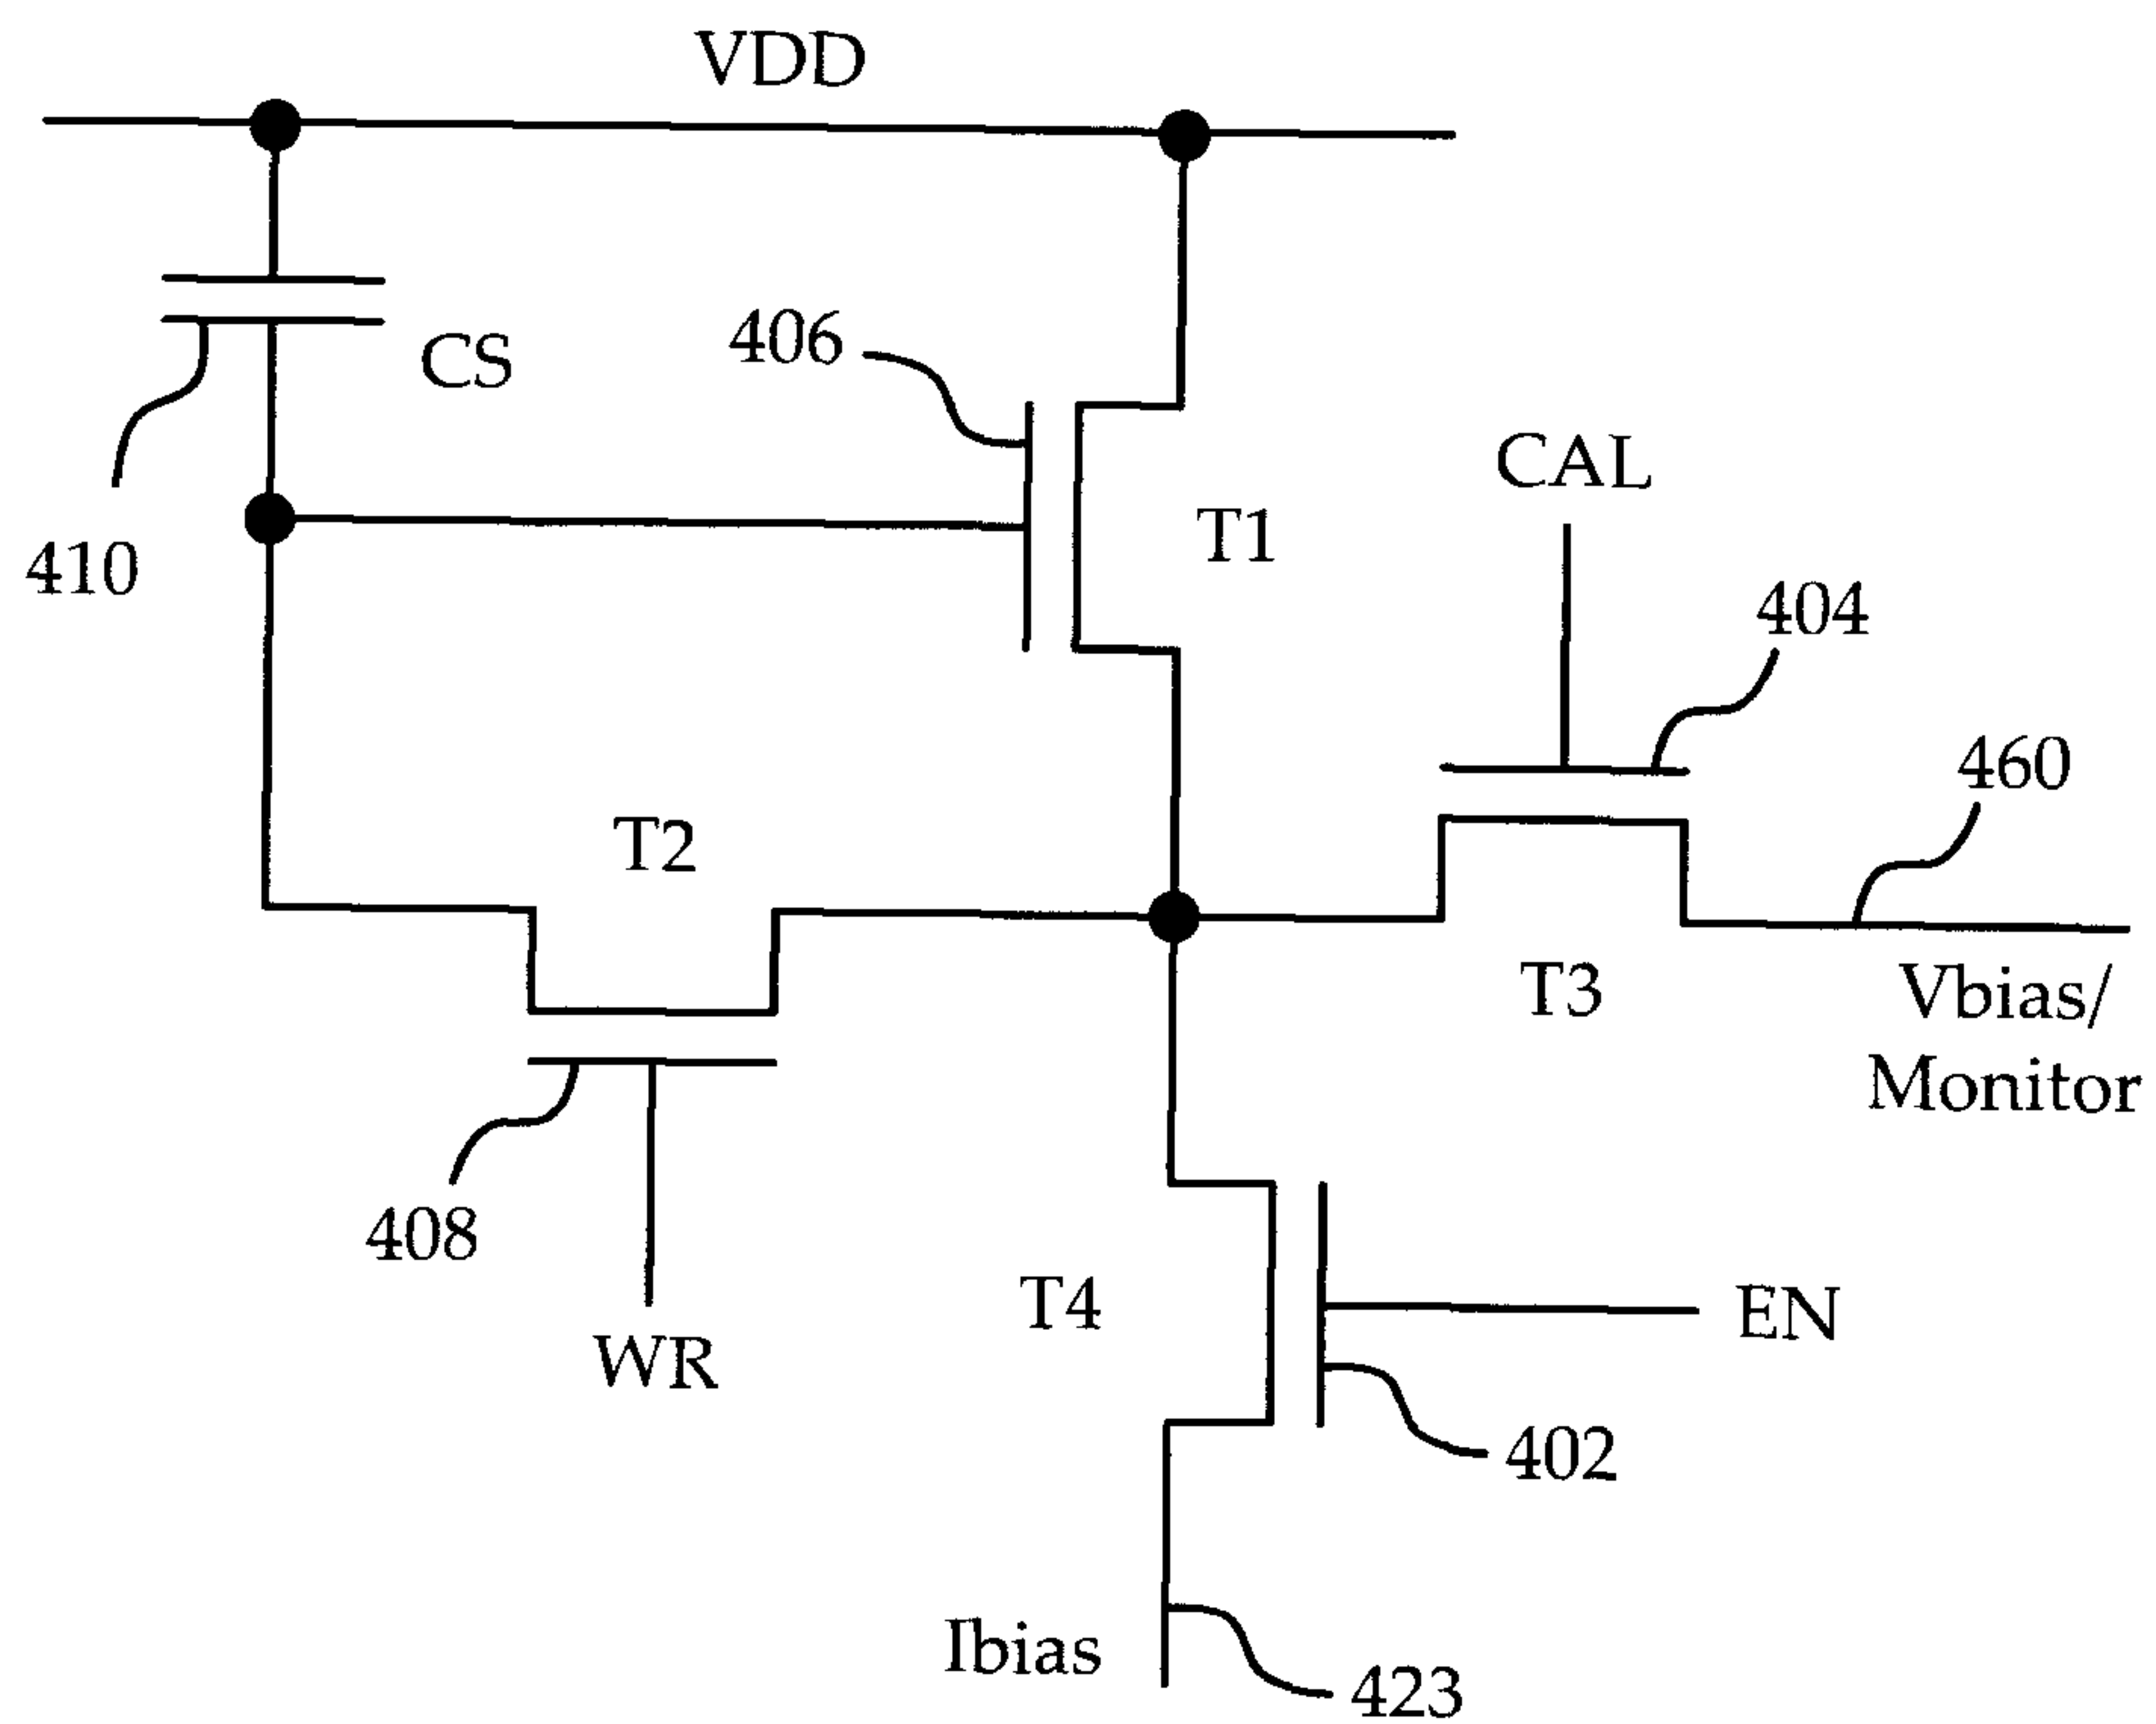 VDD
406
CS
CAL
T1
410
404
460
T2
T3
Vbias/
Monitor
408
T4
EN
WR
402
Ibias
423